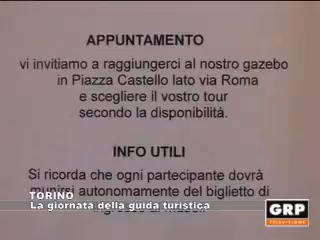 APPUNTAMENTO
vi invitiamo a raggiungerci al nostro gazebo
in Piazza Castello lato via Roma
e scegliere il vostro tour
secondo la disponibilità.
INFO UTILI
Si ricorda che ogni partecipante dovrà
munirsi autonomamente del biglietto di
TORINO
La giornata della guida turistica
GRP
TELEVISIONE